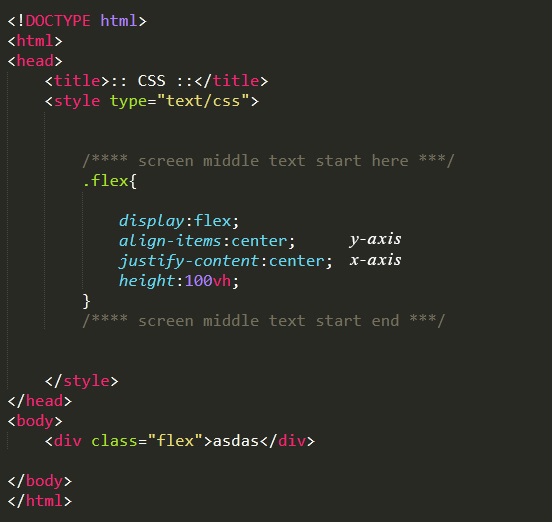 <!DOCTYPE html>
<html>
<head>
<title>:: CSS ::</title>
<style type="text/css">
/**** screen middle text start here ***/
.flex{
display:flex;
align-items:center; y-axis
justify-content:center; x-axis
height:100vh;
}
/**** screen middle text start end ***/
</style>
</head>
<body>
<div class="flex">asdas</div>
</body>
</html>